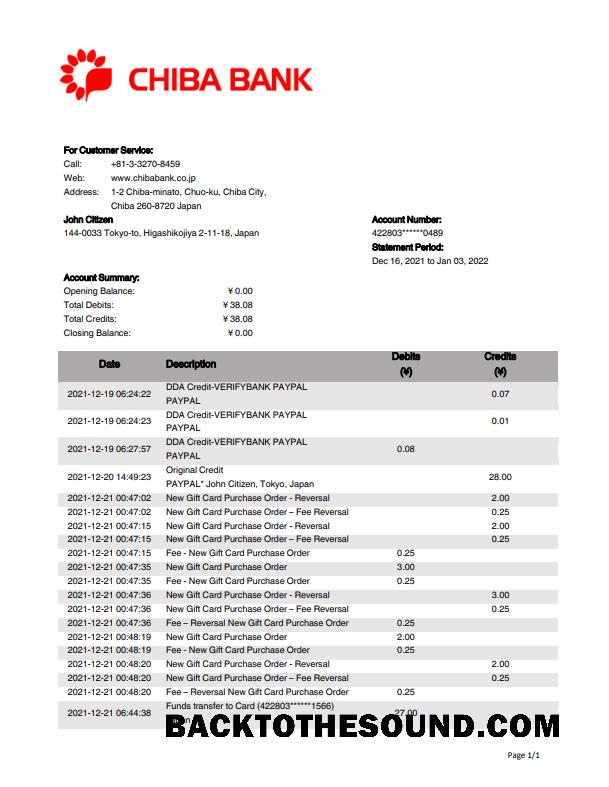 CHIBA BANK
For Customer Service:
Call: +81-3-3270-8459
Web: www.chibabank.co.jp
Address: 1-2 Chiba-minato, Chuo-ku, Chiba City,
Chiba 260-8720 Japan
John Citizen Account Number:
144-0033 Tokyo-to, Higashikojiya 2-11-18, Japan 422803******0489
Statement Period:
Dec 16, 2021 to Jan 03, 2022
Account Summary:
Opening Balance: ¥ 0.00
Total Debits: ¥ 38.08
Total Credits: ¥ 38.08
Closing Balance: ¥ 0.00
Date Description Debits (¥) Credits (¥)
2021-12-19 06:24:22 DDA Credit-VERIFYBANK PAYPAL 0.07
PAYPAL
2021-12-19 06:24:23 DDA Credit-VERIFYBANK PAYPAL 0.01
PAYPAL
2021-12-19 06:27:57 DDA Credit-VERIFYBANK PAYPAL 0.08
PAYPAL
2021-12-20 14:49:23 Original Credit 28.00
PAYPAL* John Citizen, Tokyo, Japan
2021-12-21 00:47:02 New Gift Card Purchase Order - Reversal 2.00
2021-12-21 00:47:02 New Gift Card Purchase Order – Fee Reversal 0.25
2021-12-21 00:47:15 New Gift Card Purchase Order - Reversal 2.00
2021-12-21 00:47:15 New Gift Card Purchase Order – Fee Reversal 0.25
2021-12-21 00:47:15 Fee - New Gift Card Purchase Order 0.25
2021-12-21 00:47:35 New Gift Card Purchase Order 3.00
2021-12-21 00:47:35 Fee - New Gift Card Purchase Order 0.25
2021-12-21 00:47:36 New Gift Card Purchase Order - Reversal 3.00
2021-12-21 00:47:36 New Gift Card Purchase Order – Fee Reversal 0.25
2021-12-21 00:47:36 Fee – Reversal New Gift Card Purchase Order 0.25
2021-12-21 00:48:19 New Gift Card Purchase Order 2.00
2021-12-21 00:48:19 Fee - New Gift Card Purchase Order 0.25
2021-12-21 00:48:20 New Gift Card Purchase Order - Reversal 2.00
2021-12-21 00:48:20 New Gift Card Purchase Order – Fee Reversal 0.25
2021-12-21 00:48:20 Fee – Reversal New Gift Card Purchase Order 0.25
2021-12-21 06:44:38 Funds transfer to Card (422803******1566) 27.00
BACKTOTHESOUND.COM
Page 1/1